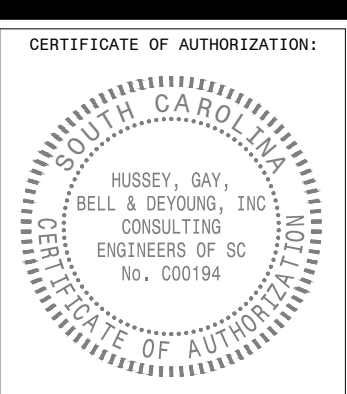 CERTIFICATE OF AUTHORIZATION:
SOUTH CAROLINA
HUSSEY, GAY,
BELL & DEYOUNG, INC
CONSULTING
ENGINEERS OF SC
No. C00194
CERTIFICATE OF AUTHORIZATION